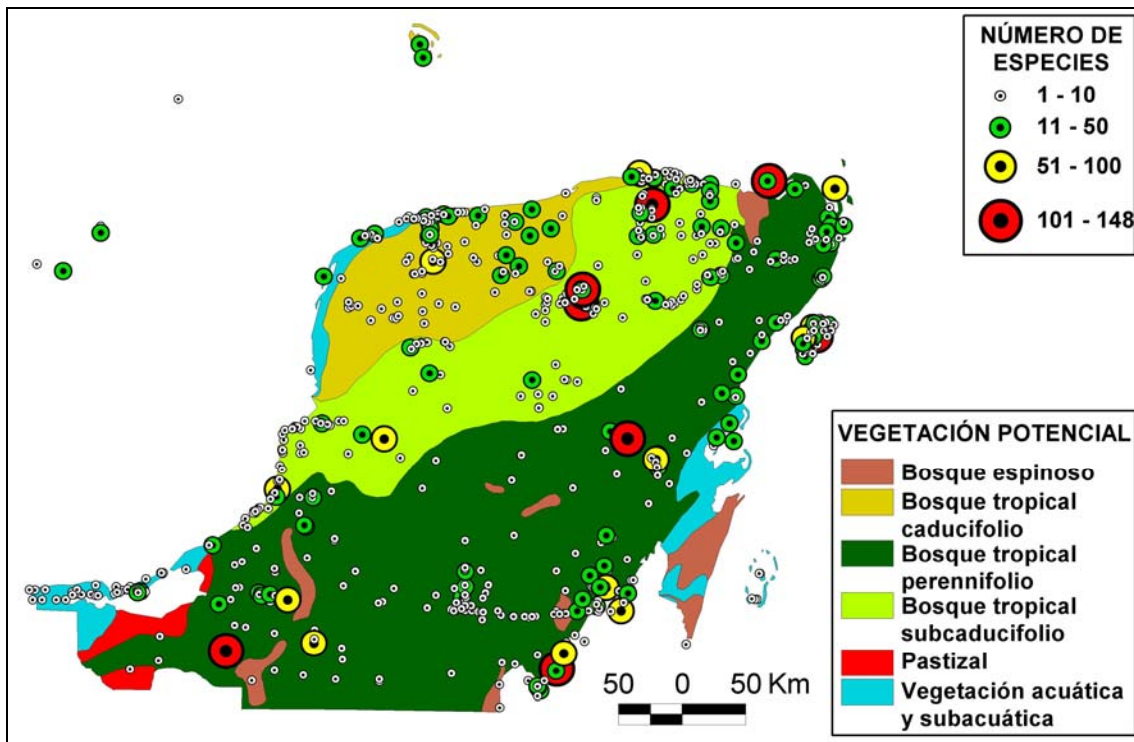 NÚMERO DE
ESPECIES
1 - 10
11 - 50
51 - 100
101 - 148
VEGETACIÓN POTENCIAL
Bosque espinoso
Bosque tropical
caducifolio
Bosque tropical
perennifolio
Bosque tropical
subcaducifolio
Pastizal
Vegetación acuática
y subacuática
50 0 50 Km